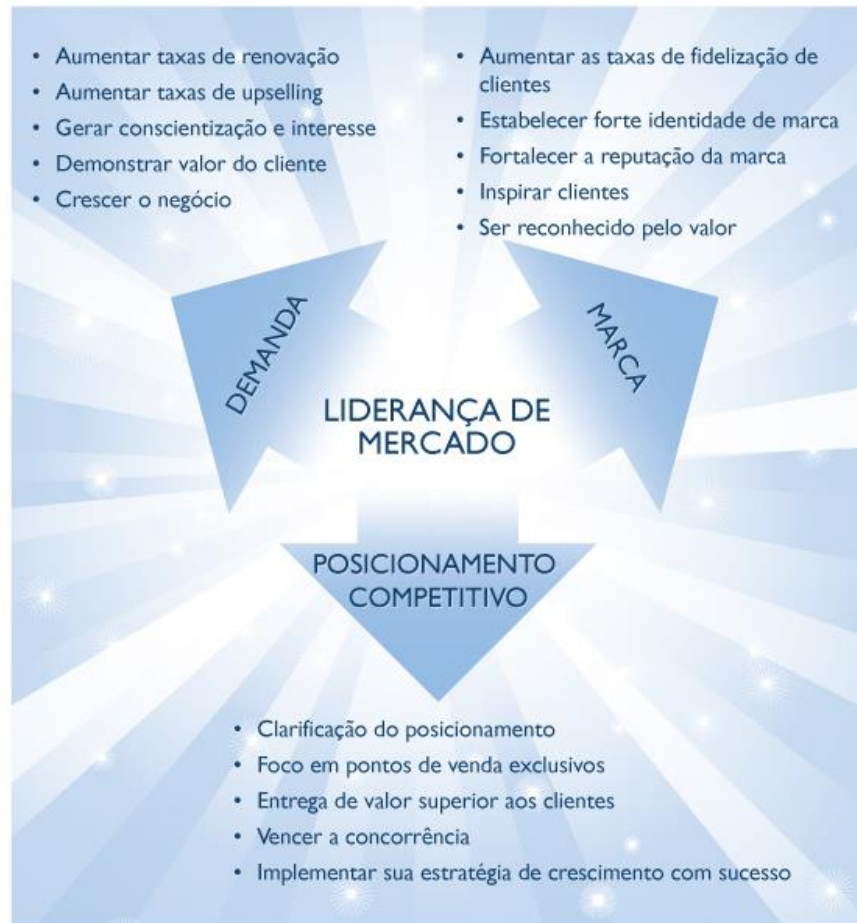 • Aumentar taxas de renovação
• Aumentar taxas de upselling
• Gerar conscientização e interesse
• Demonstrar valor do cliente
• Crescer o negócio
• Aumentar as taxas de fidelização de
clientes
• Estabelecer forte identidade de marca
• Fortalecer a reputação da marca
• Inspirar clientes
• Ser reconhecido pelo valor
DEMANDA
MARCA
LIDERANÇA DE
MERCADO
POSICIONAMENTO
COMPETITIVO
• Clarificação do posicionamento
• Foco em pontos de venda exclusivos
• Entrega de valor superior aos clientes
• Vencer a concorrência
• Implementar sua estratégia de crescimento com sucesso